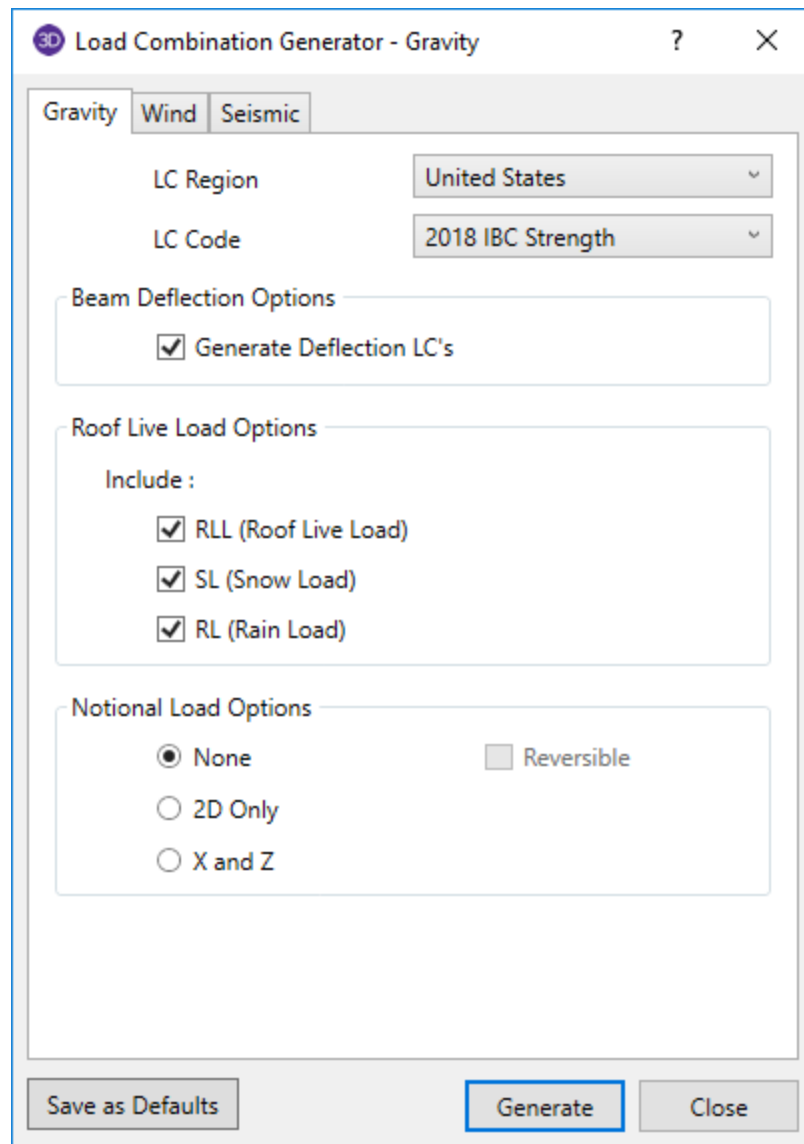 3D Load Combination Generator - Gravity ?
Gravity Wind Seismic
LC Region United States
LC Code 2018 IBC Strength
Beam Deflection Options
Generate Deflection LC's
Roof Live Load Options
Include :
RLL (Roof Live Load)
SL (Snow Load)
RL (Rain Load)
Notional Load Options
None Reversible
2D Only
X and Z
Save as Defaults Generate Close